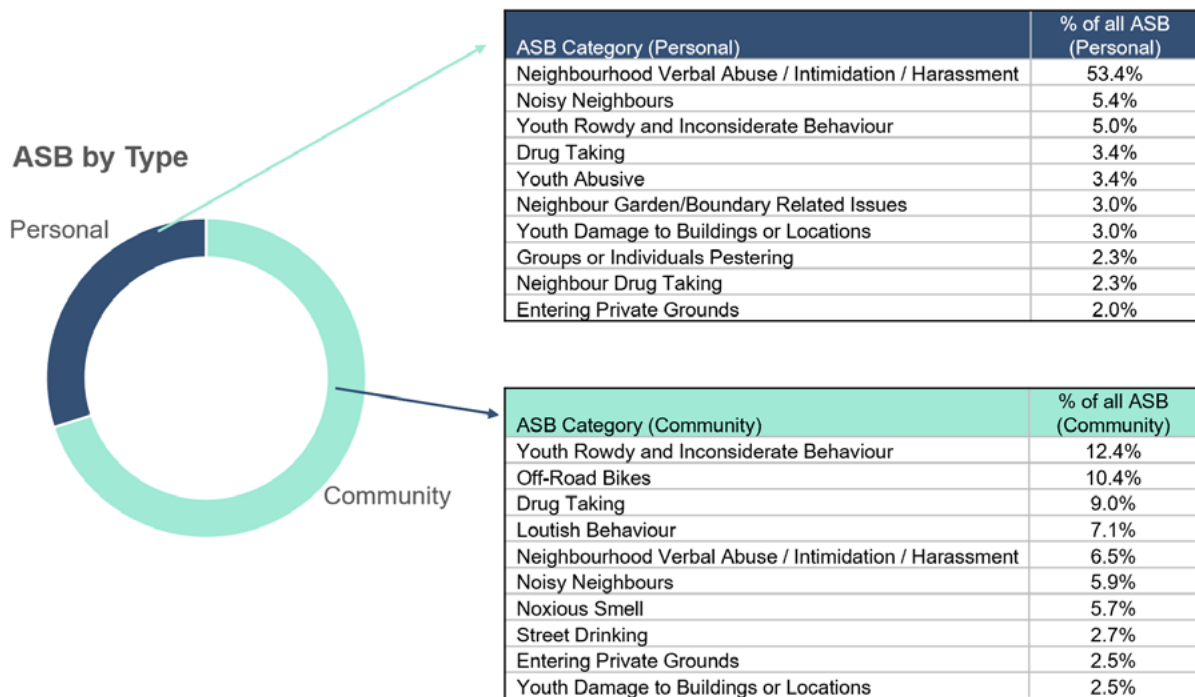 ASB by Type
Personal
Community
ASB Category (Personal) % of all ASB (Personal)
Neighbourhood Verbal Abuse / Intimidation / Harassment 53.4%
Noisy Neighbours 5.4%
Youth Rowdy and Inconsiderate Behaviour 5.0%
Drug Taking 3.4%
Youth Abusive 3.4%
Neighbour Garden/Boundary Related Issues 3.0%
Youth Damage to Buildings or Locations 3.0%
Groups or Individuals Pestering 2.3%
Neighbour Drug Taking 2.3%
Entering Private Grounds 2.0%
ASB Category (Community) % of all ASB (Community)
Youth Rowdy and Inconsiderate Behaviour 12.4%
Off-Road Bikes 10.4%
Drug Taking 9.0%
Loutish Behaviour 7.1%
Neighbourhood Verbal Abuse / Intimidation / Harassment 6.5%
Noisy Neighbours 5.9%
Noxious Smell 5.7%
Street Drinking 2.7%
Entering Private Grounds 2.5%
Youth Damage to Buildings or Locations 2.5%